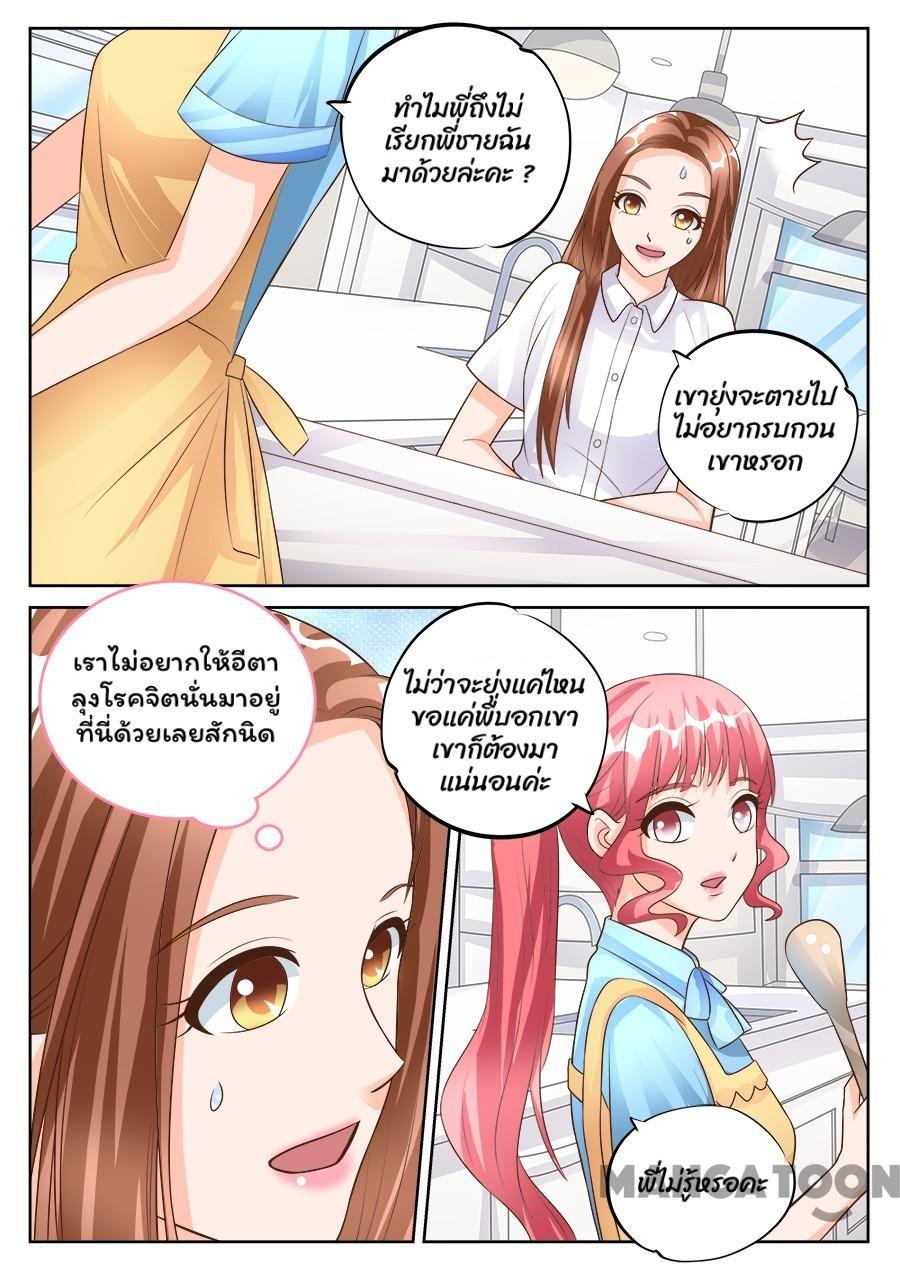 ทำไมพี่ถึงไม่
เรียกพี่ชายฉัน
มาด้วยล่ะคะ ?
เขายุ่งจะตายไป
ไม่อยากรบกวน
เขาหรอก
เราไม่อยากให้อีตา
ลุงโรคจิตนั่นมาอยู่
ที่นี่ด้วยเลยสักนิด
ไม่ว่าจะยุ่งแค่ไหน
ขอแค่พี่บอกเขา
เขาก็ต้องมา
แน่นอนค่ะ
พี่ไม่รู้หรอคะ
MANGATOON